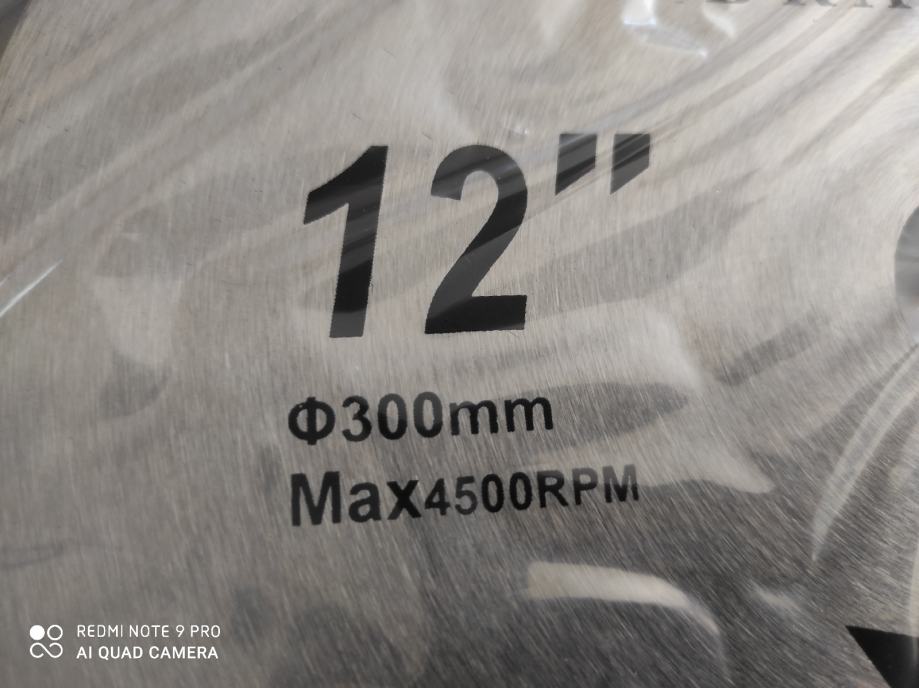 12"
Φ300mm
Max4500RPM
REDMI NOTE 9 PRO
AI QUAD CAMERA